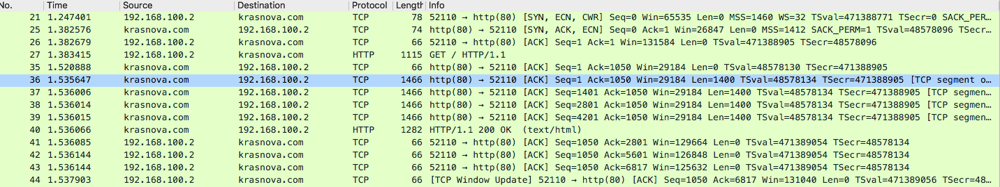 No. Time Source Destination Protocol Length Info
21 1.247401 192.168.100.2 krasnova.com TCP 78 52110 → http(80) [SYN, ECN, CWR] Seq=0 Win=65535 Len=0 MSS=1460 WS=32 TSval=471388771 TSecr=0 SACK_PER…
25 1.382576 krasnova.com 192.168.100.2 TCP 74 http(80) → 52110 [SYN, ACK, ECN] Seq=0 Ack=1 Win=26847 Len=0 MSS=1412 SACK_PERM=1 TSval=48578096 TSecr…
26 1.382679 192.168.100.2 krasnova.com TCP 66 52110 → http(80) [ACK] Seq=1 Ack=1 Win=131584 Len=0 TSval=471388905 TSecr=48578096
27 1.383415 192.168.100.2 krasnova.com HTTP 1115 GET / HTTP/1.1
35 1.520888 krasnova.com 192.168.100.2 TCP 66 http(80) → 52110 [ACK] Seq=1 Ack=1050 Win=29184 Len=0 TSval=48578130 TSecr=471388905
36 1.535647 krasnova.com 192.168.100.2 TCP 1466 http(80) → 52110 [ACK] Seq=1 Ack=1050 Win=29184 Len=1400 TSval=48578134 TSecr=471388905 [TCP segment o…
37 1.536006 krasnova.com 192.168.100.2 TCP 1466 http(80) → 52110 [ACK] Seq=1401 Ack=1050 Win=29184 Len=1400 TSval=48578134 TSecr=471388905 [TCP segmen…
38 1.536014 krasnova.com 192.168.100.2 TCP 1466 http(80) → 52110 [ACK] Seq=2801 Ack=1050 Win=29184 Len=1400 TSval=48578134 TSecr=471388905 [TCP segmen…
39 1.536015 krasnova.com 192.168.100.2 TCP 1466 http(80) → 52110 [ACK] Seq=4201 Ack=1050 Win=29184 Len=1400 TSval=48578134 TSecr=471388905 [TCP segmen…
40 1.536066 krasnova.com 192.168.100.2 HTTP 1282 HTTP/1.1 200 OK (text/html)
41 1.536085 192.168.100.2 krasnova.com TCP 66 52110 → http(80) [ACK] Seq=1050 Ack=2801 Win=129664 Len=0 TSval=471389054 TSecr=48578134
42 1.536144 192.168.100.2 krasnova.com TCP 66 52110 → http(80) [ACK] Seq=1050 Ack=5601 Win=126848 Len=0 TSval=471389054 TSecr=48578134
43 1.536144 192.168.100.2 krasnova.com TCP 66 52110 → http(80) [ACK] Seq=1050 Ack=6817 Win=125632 Len=0 TSval=471389054 TSecr=48578134
44 1.537903 192.168.100.2 krasnova.com TCP 66 [TCP Window Update] 52110 → http(80) [ACK] Seq=1050 Ack=6817 Win=131040 Len=0 TSval=471389056 TSecr=48…